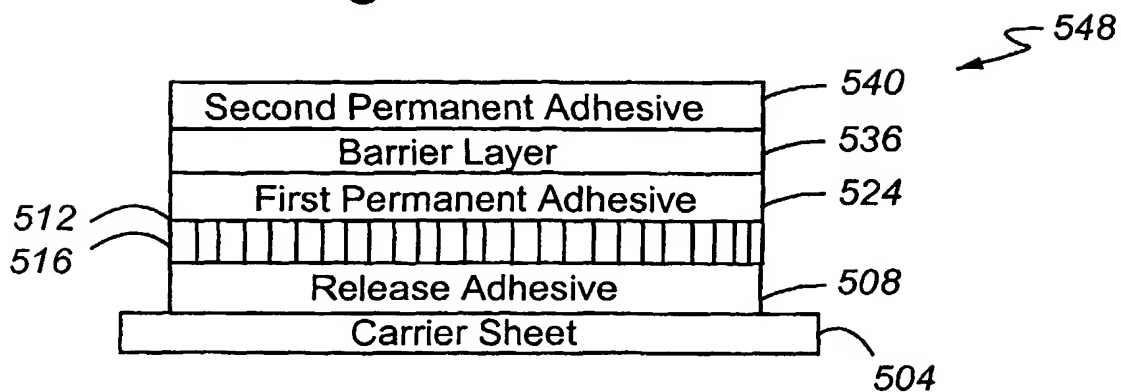 548
Second Permanent Adhesive 540
Barrier Layer 536
First Permanent Adhesive 524
512
516
Release Adhesive 508
Carrier Sheet
504